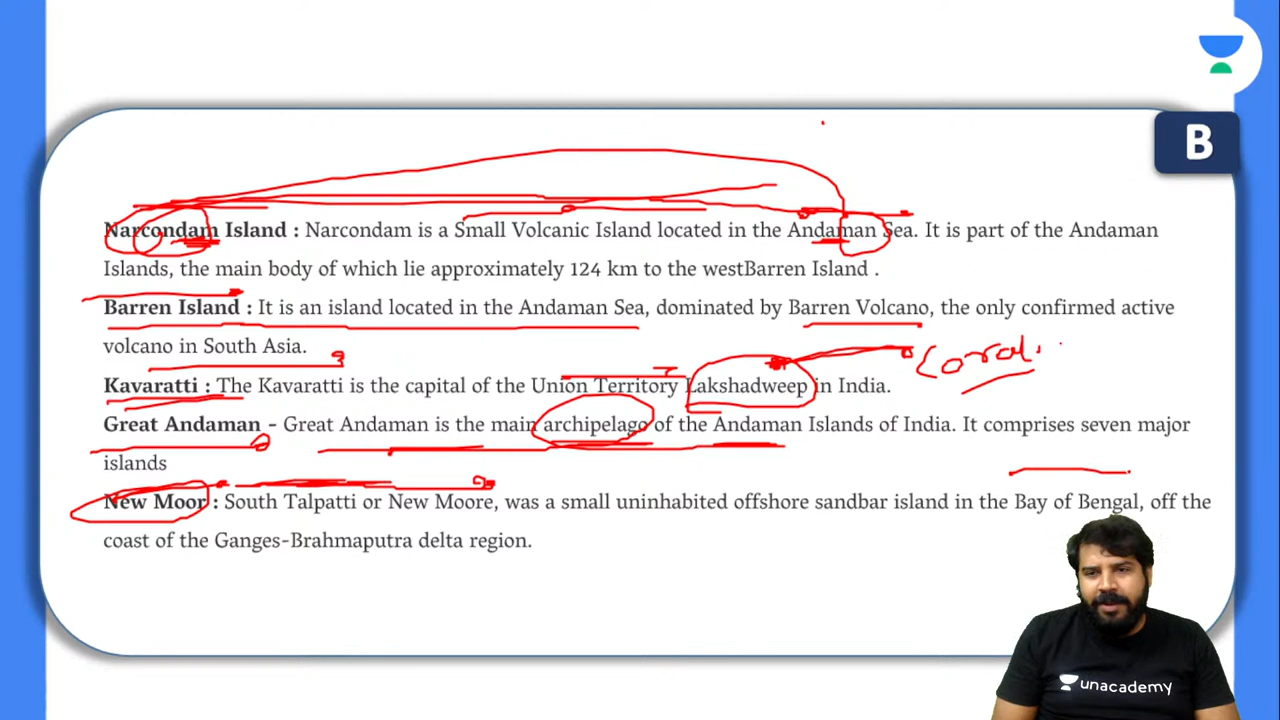 B
Narcondam Island : Narcondam is a Small Volcanic Island located in the Andaman Sea. It is part of the Andaman
Islands, the main body of which lie approximately 124 km to the westBarren Island .
Barren Island : It is an island located in the Andaman Sea, dominated by Barren Volcano, the only confirmed active
volcano in South Asia.
Coral
Kavaratti : The Kavaratti is the capital of the Union Territory Lakshadweep in India.
Great Andaman - Great Andaman is the main archipelago of the Andaman Islands of India. It comprises seven major
islands
New Moor : South Talpatti or New Moore, was a small uninhabited offshore sandbar island in the Bay of Bengal, off the
coast of the Ganges-Brahmaputra delta region.
unacademy